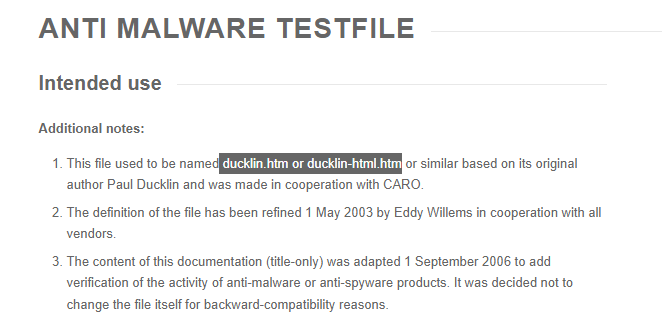 ANTI MALWARE TESTFILE
Intended use
Additional notes:
1. This file used to be named ducklin.htm or ducklin-html.htm or similar based on its original
author Paul Ducklin and was made in cooperation with CARO.
2. The definition of the file has been refined 1 May 2003 by Eddy Willems in cooperation with all
vendors.
3. The content of this documentation (title-only) was adapted 1 September 2006 to add
verification of the activity of anti-malware or anti-spyware products. It was decided not to
change the file itself for backward-compatibility reasons.